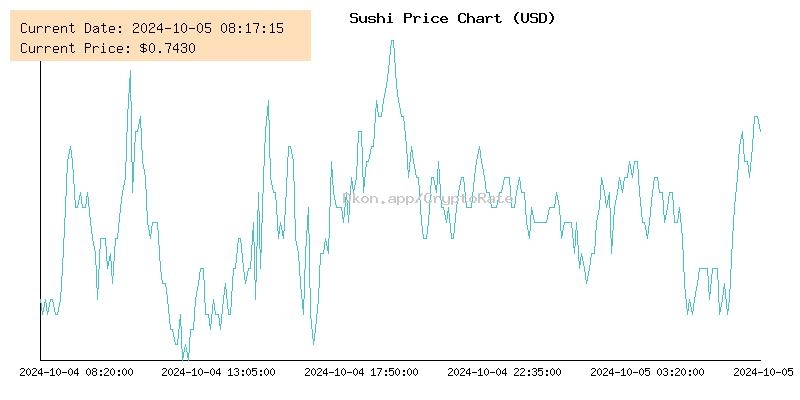 Sushi Price Chart (USD)
Current Date: 2024-10-05 08:17:15
Current Price: $0.7430
Dkon.app/CryptoRate
2024-10-04 08:20:00
2024-10-04 13:05:00
2024-10-04 17:50:00
2024-10-04 22:35:00
2024-10-05 03:20:00
2024-10-05